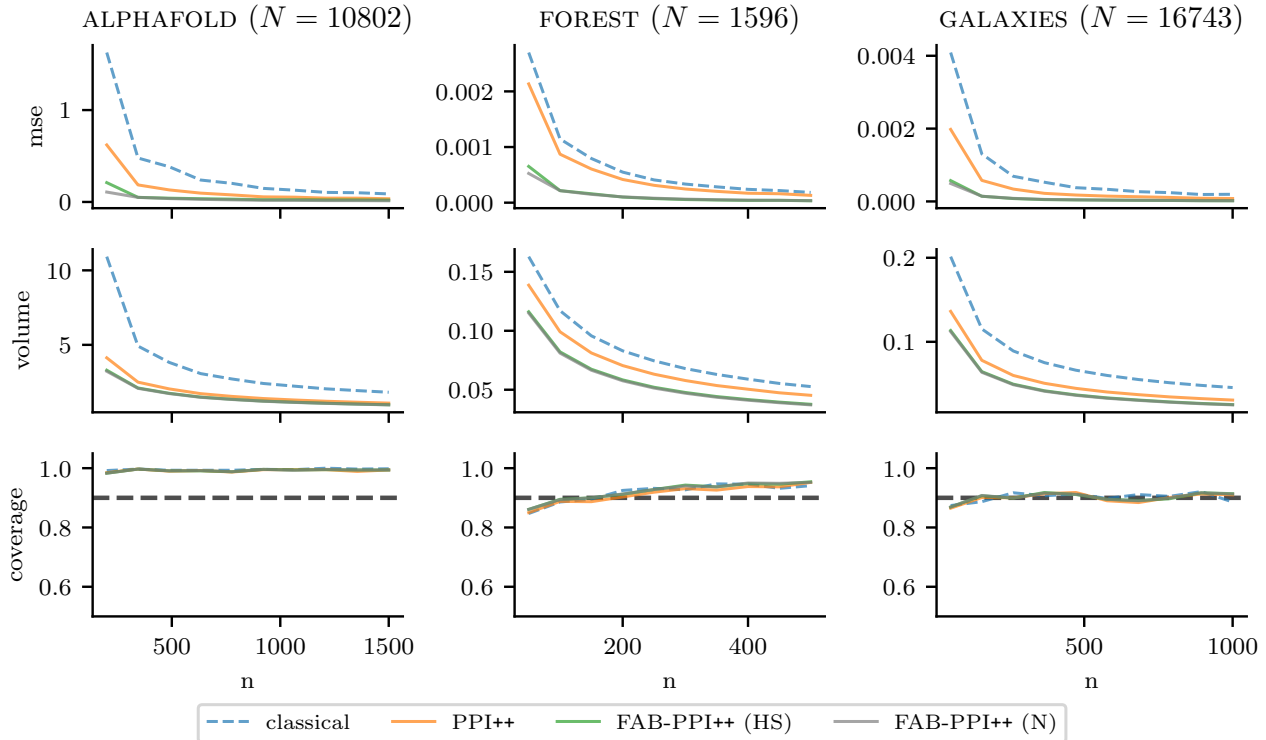 ALPHAFOLD (N = 10802)
FOREST (N = 1596)
GALAXIES (N = 16743)
mse
1
0
0.002
0.001
0.000
0.004
0.002
0.000
volume
10
5
0.15
0.10
0.05
0.2
0.1
coverage
1.0
0.8
0.6
1.0
0.8
0.6
1.0
0.8
0.6
500 1000 1500
200 400
500 1000
n
n
n
classical PPI++ FAB-PPI++ (HS) FAB-PPI++ (N)